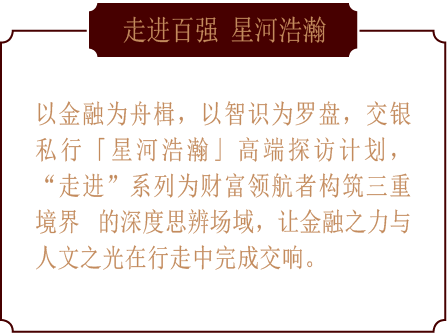 走进百强 星河浩瀚
以金融为舟楫，以智识为罗盘，交银
私行「星河浩瀚」高端探访计划，
“走进”系列为财富领航者构筑三重
境界 的深度思辨场域，让金融之力与
人文之光在行走中完成交响。